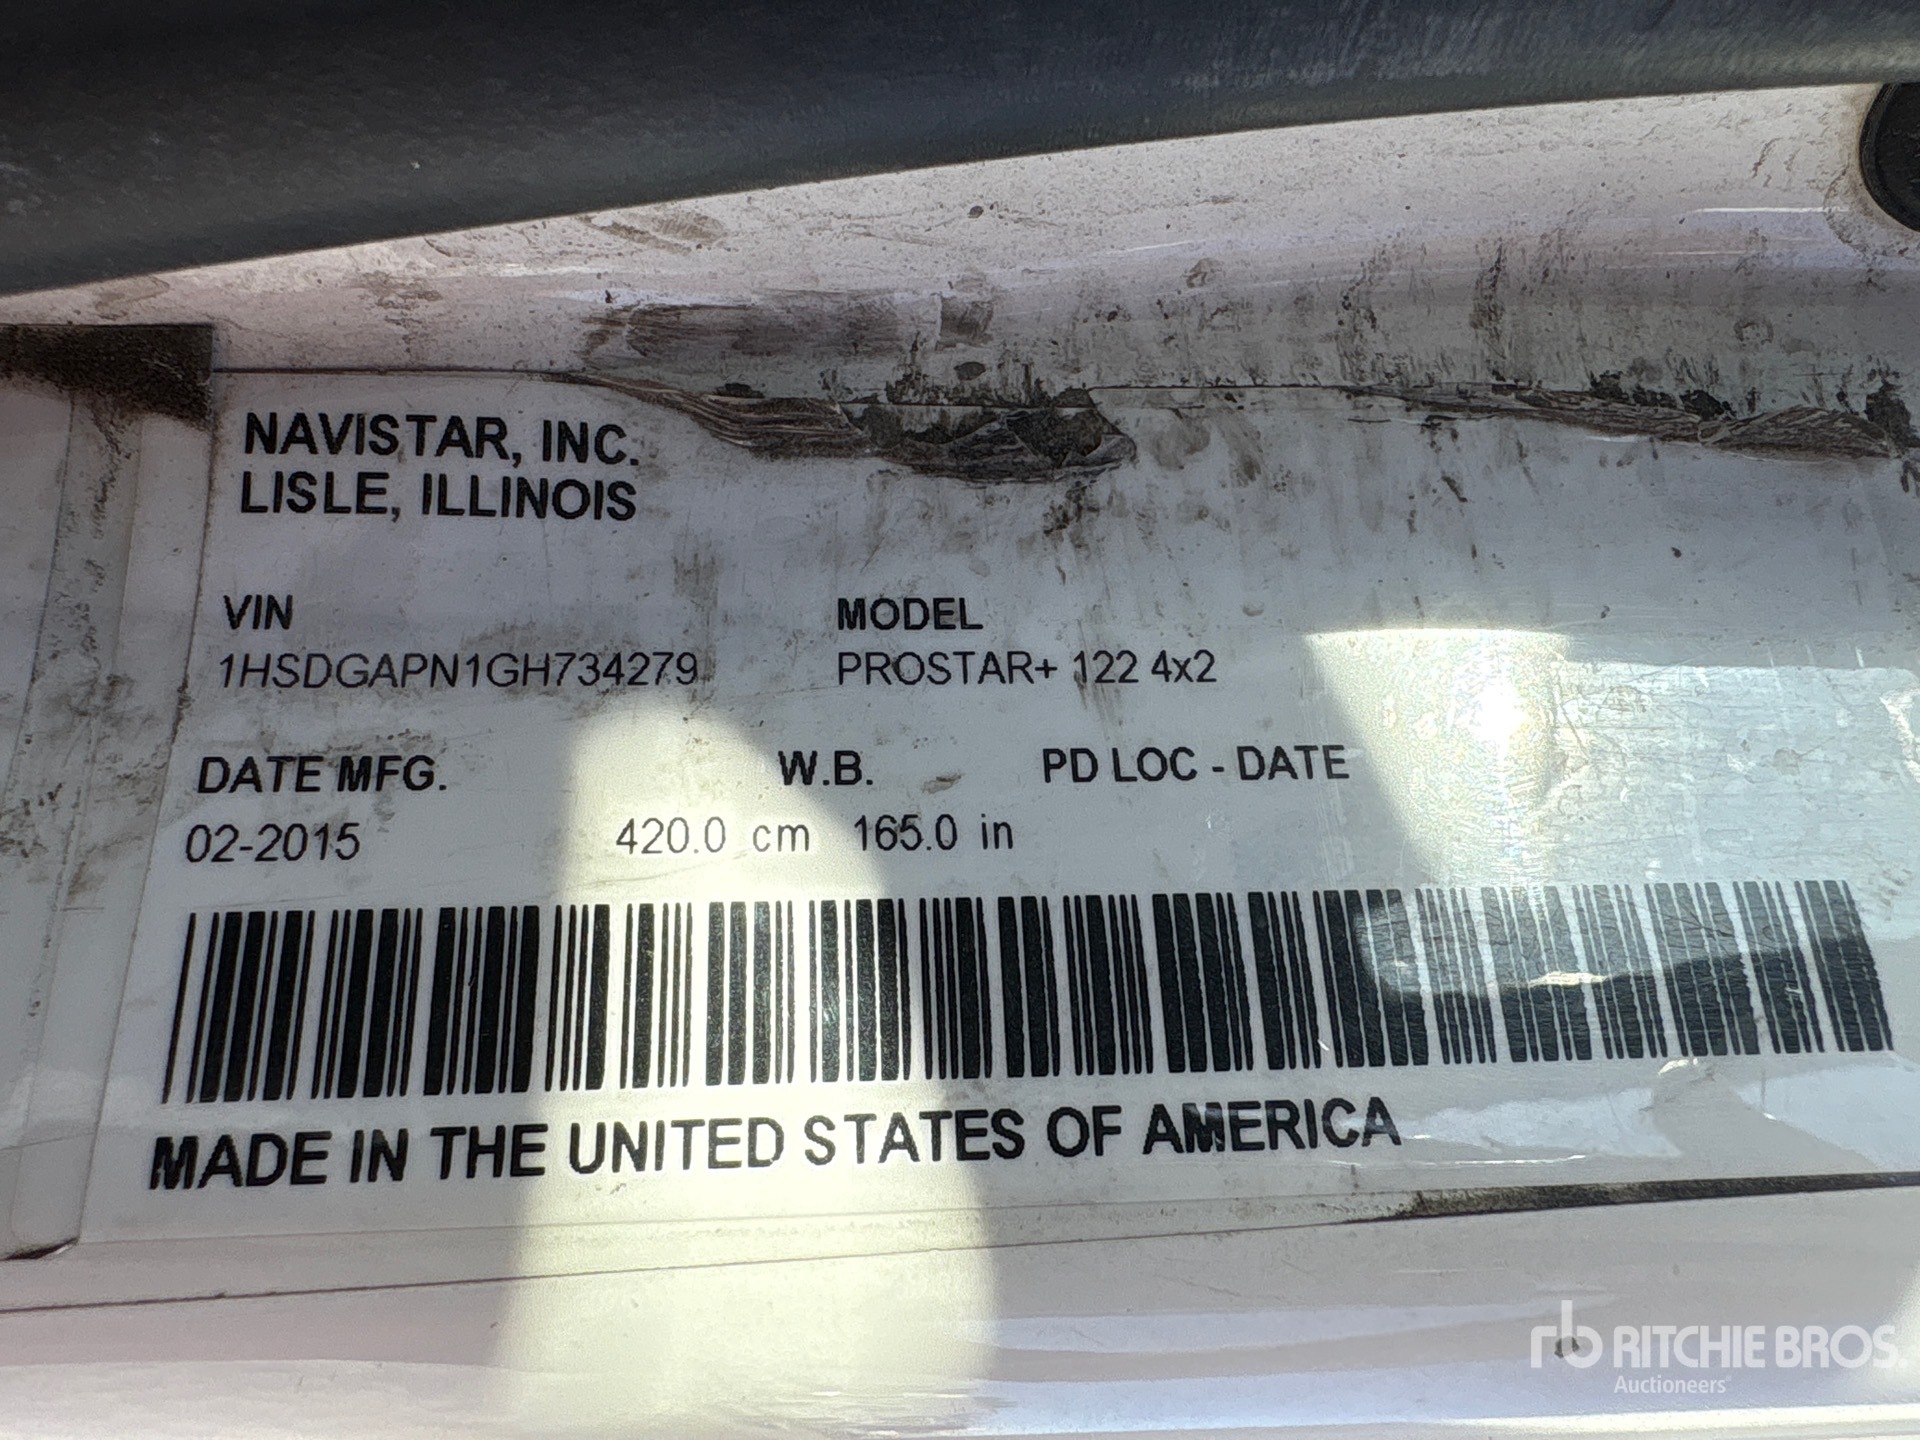 NAVISTAR, INC.
LISLE, ILLINOIS
VIN MODEL
1HSDGAPN1GH734279 PROSTAR+ 122 4x2
DATE MFG. W.B. PD LOC - DATE
02-2015 420.0 cm 165.0 in
MADE IN THE UNITED STATES OF AMERICA
rb RITCHIE BROS.
Auctioneers